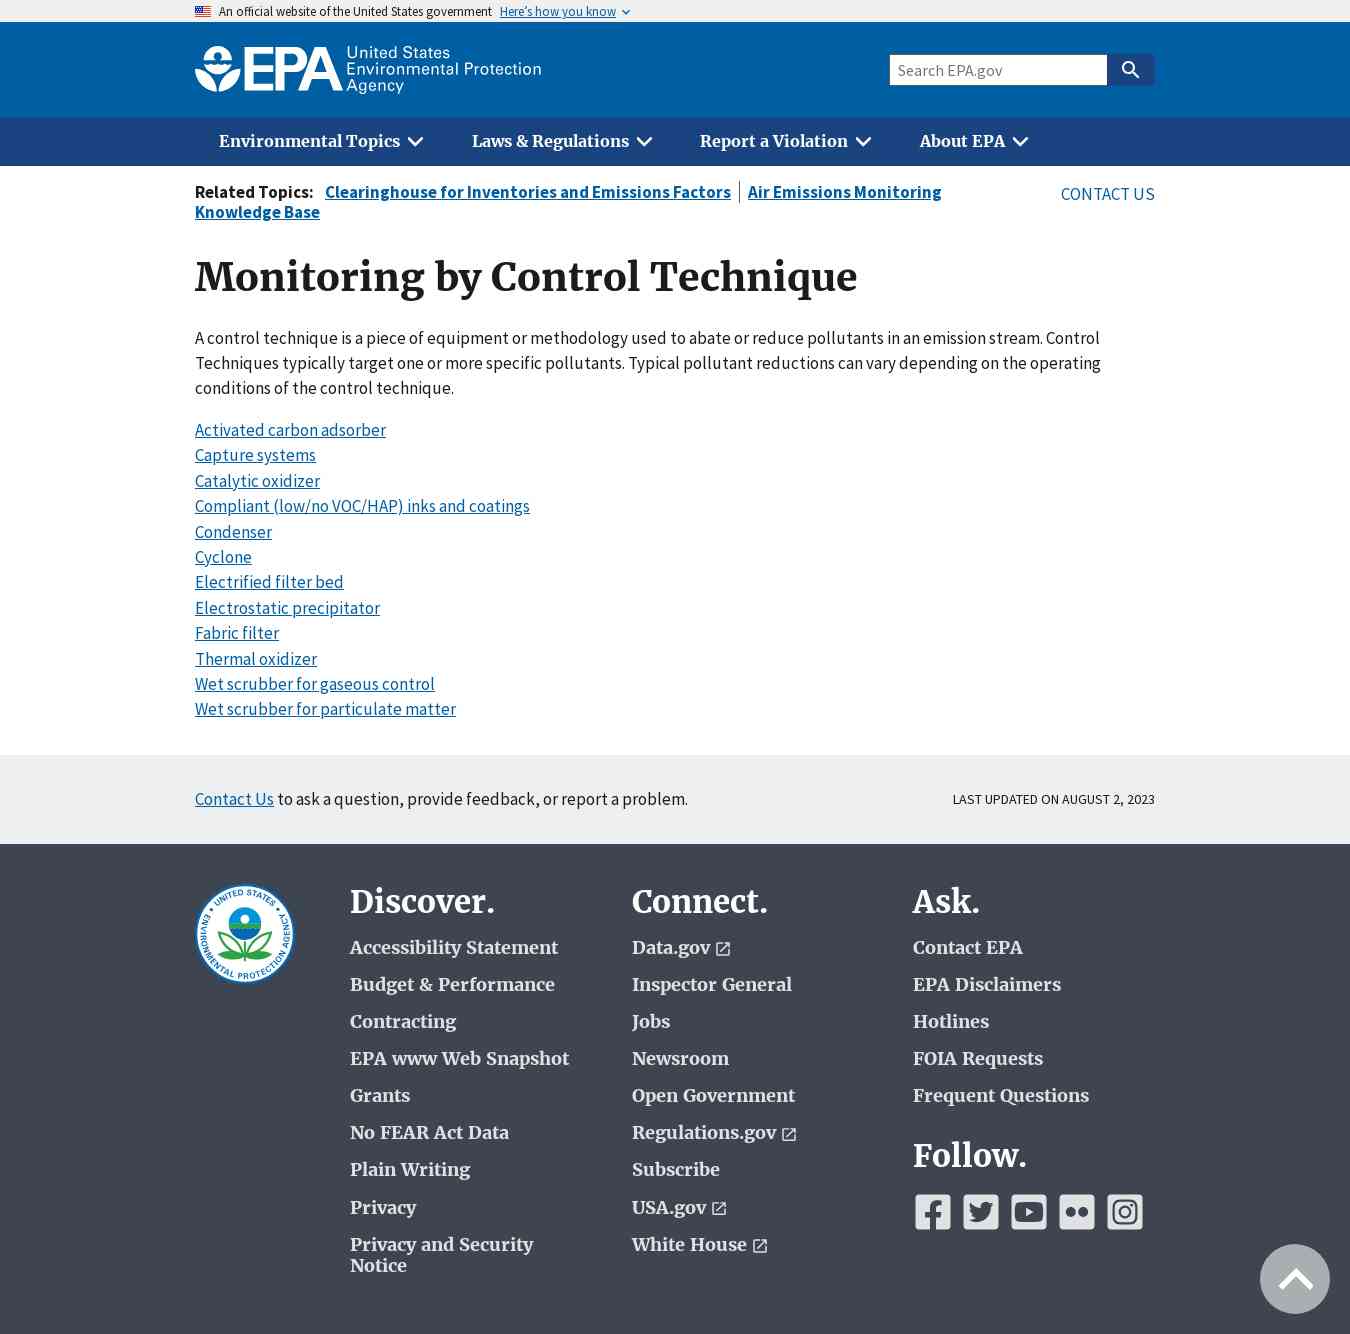 An official website of the United States government Here’s how you know
EPA United States
Environmental Protection
Agency
Search EPA.gov
Environmental Topics Laws & Regulations Report a Violation About EPA
Related Topics: Clearinghouse for Inventories and Emissions Factors Air Emissions Monitoring
Knowledge Base
CONTACT US
Monitoring by Control Technique
A control technique is a piece of equipment or methodology used to abate or reduce pollutants in an emission stream. Control
Techniques typically target one or more specific pollutants. Typical pollutant reductions can vary depending on the operating
conditions of the control technique.
Activated carbon adsorber
Capture systems
Catalytic oxidizer
Compliant (low/no VOC/HAP) inks and coatings
Condenser
Cyclone
Electrified filter bed
Electrostatic precipitator
Fabric filter
Thermal oxidizer
Wet scrubber for gaseous control
Wet scrubber for particulate matter
Contact Us to ask a question, provide feedback, or report a problem.
LAST UPDATED ON AUGUST 2, 2023
UNITED STATES ENVIRONMENTAL PROTECTION AGENCY
Discover.
Accessibility Statement
Budget & Performance
Contracting
EPA www Web Snapshot
Grants
No FEAR Act Data
Plain Writing
Privacy
Privacy and Security
Notice
Connect.
Data.gov
Inspector General
Jobs
Newsroom
Open Government
Regulations.gov
Subscribe
USA.gov
White House
Ask.
Contact EPA
EPA Disclaimers
Hotlines
FOIA Requests
Frequent Questions
Follow.